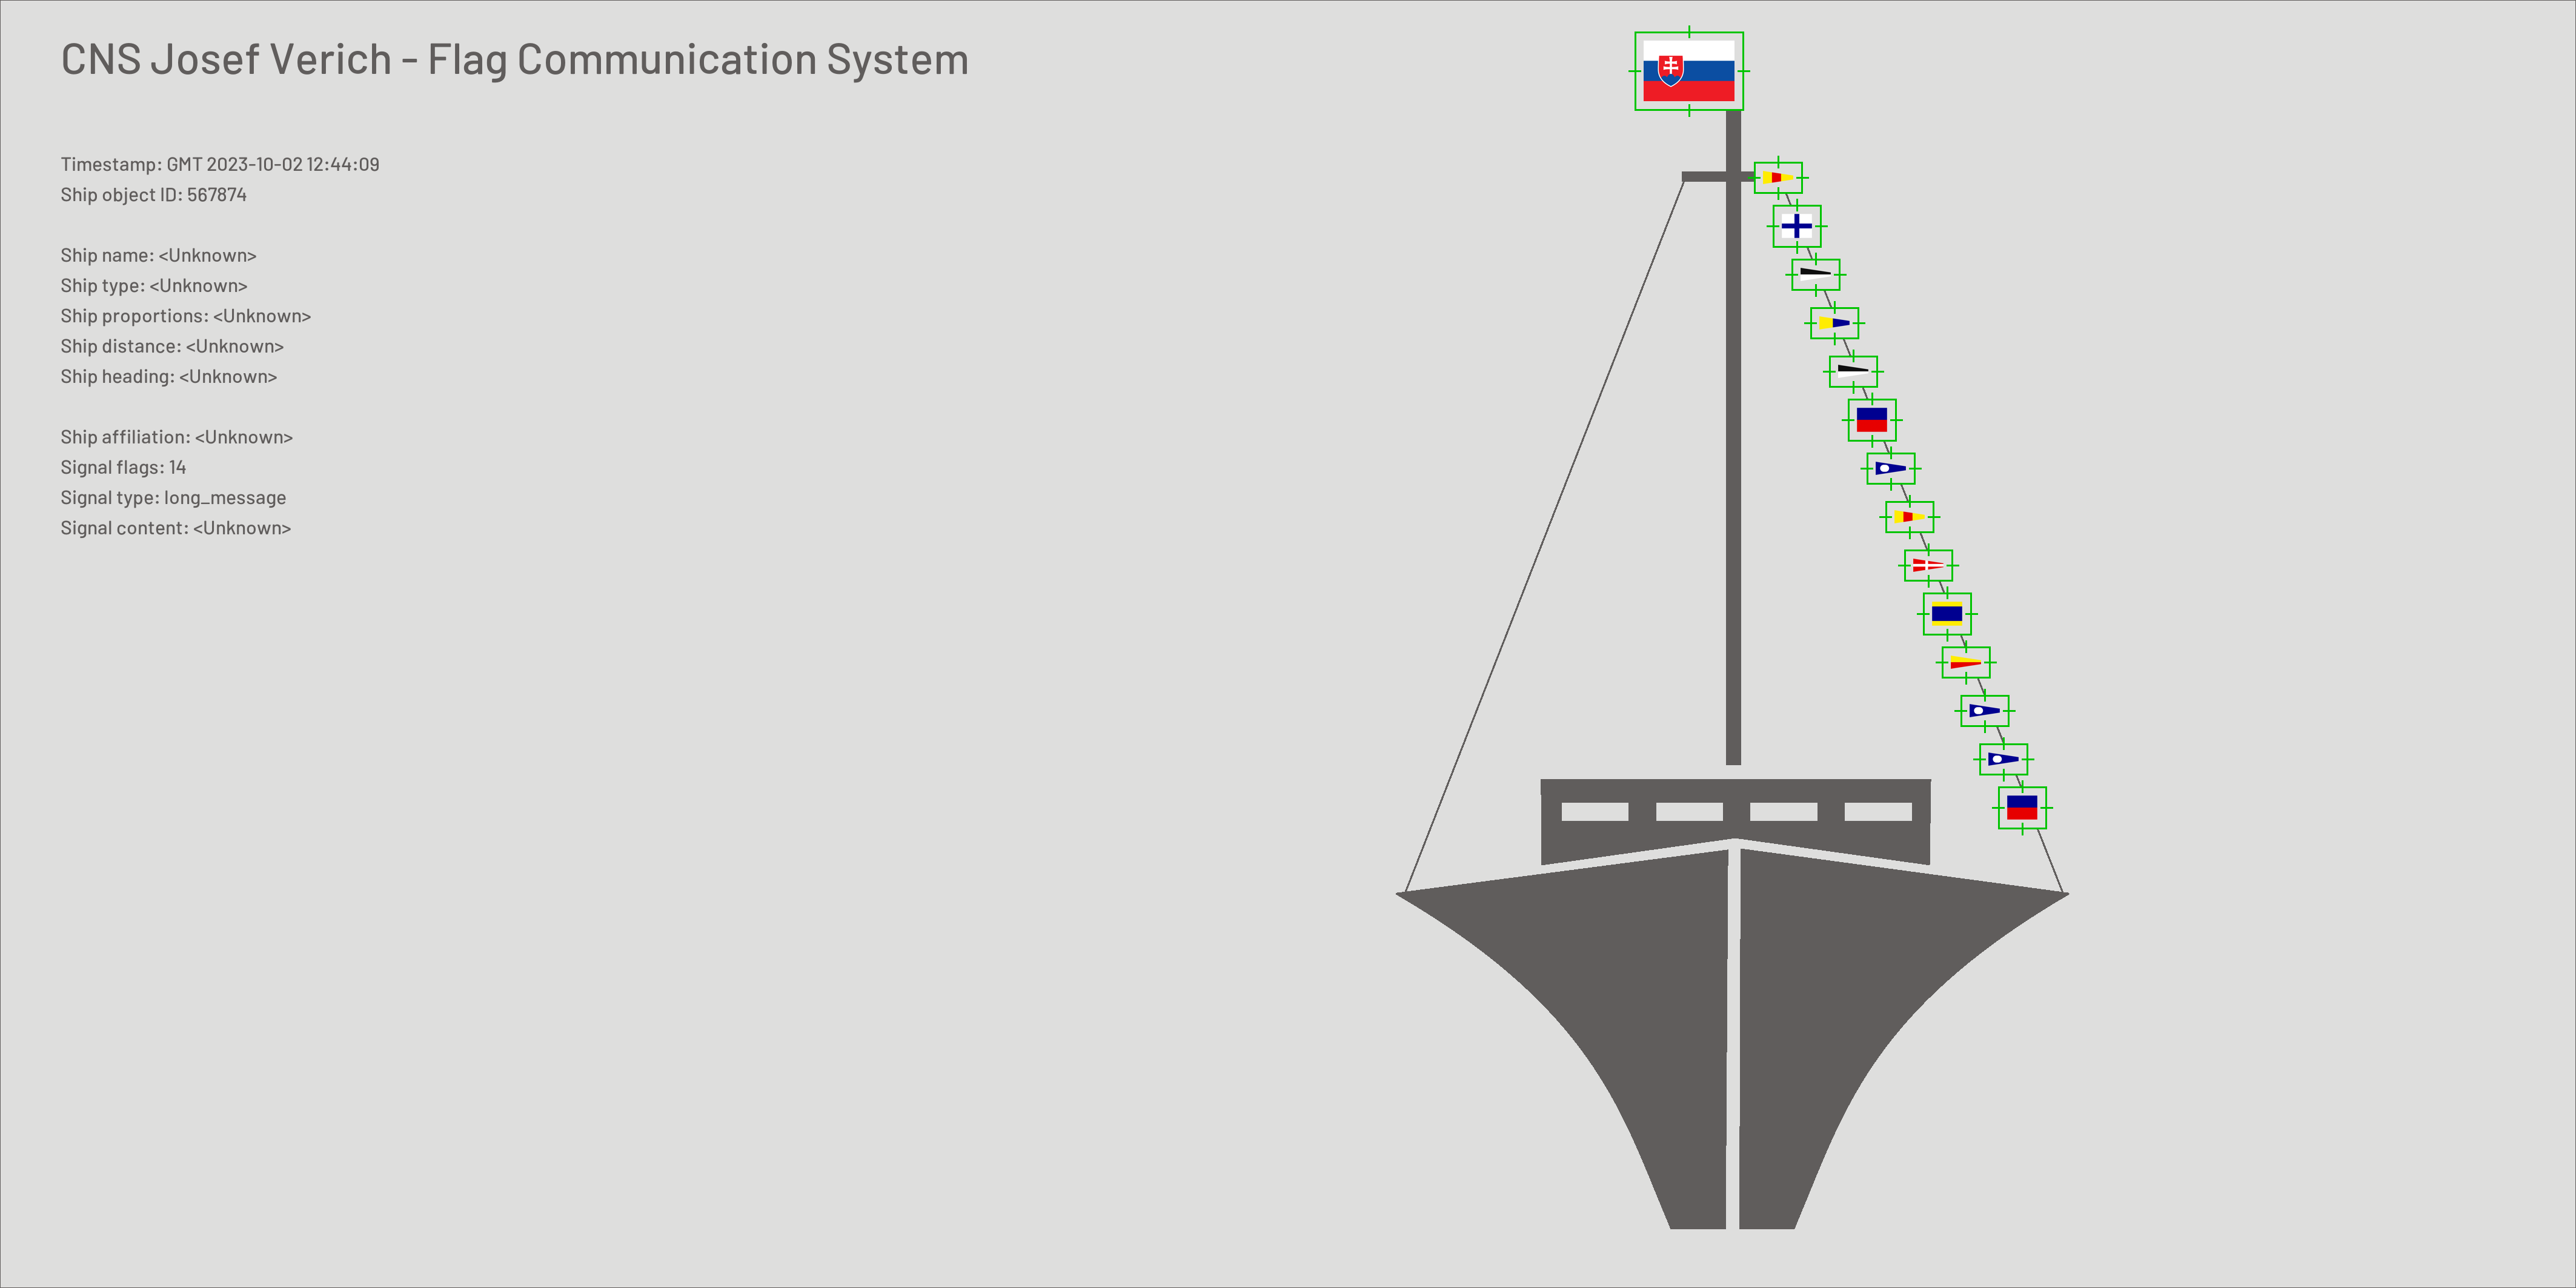 CNS Josef Verich - Flag Communication System
Timestamp: GMT 2023-10-02 12:44:09
Ship object ID: 567874
Ship name: <Unknown>
Ship type: <Unknown>
Ship proportions: <Unknown>
Ship distance: <Unknown>
Ship heading: <Unknown>
Ship affiliation: <Unknown>
Signal flags: 14
Signal type: long_message
Signal content: <Unknown>